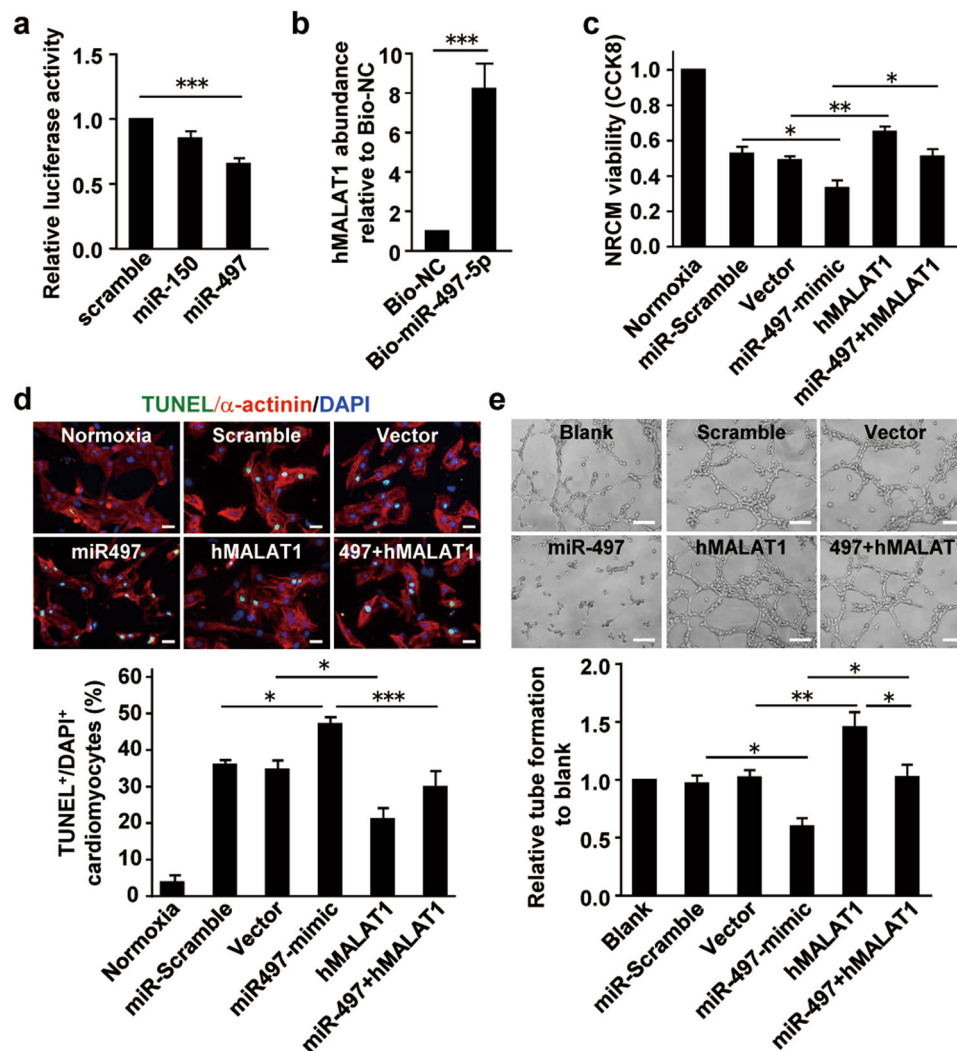 a
Relative luciferase activity
1.5
1.0
0.5
0.0
***
scramble
miR-150
miR-497
b
hMALAT1 abundance
relative to Bio-NC
10
8
6
4
2
0
***
Bio-NC
Bio-miR-497-5p
c
NRCM viability (CCK8)
1.0
0.8
0.6
0.4
0.2
0.0
*
**
*
Normoxia
miR-Scramble
Vector
miR-497-mimic
hMALAT1
miR-497+hMALAT1
d
TUNEL/α-actinin/DAPI
Normoxia
Scramble
Vector
miR497
hMALAT1
497+hMALAT1
TUNEL⁺/DAPI⁺
cardiomyocytes (%)
60
50
40
30
20
10
0
*
*
***
Normoxia
miR-Scramble
Vector
miR497-mimic
hMALAT1
miR-497+hMALAT1
e
Blank
Scramble
Vector
miR-497
hMALAT1
497+hMALAT1
Relative tube formation
to blank
2.0
1.5
1.0
0.5
0.0
*
**
*
*
Blank
miR-Scramble
Vector
miR-497-mimic
hMALAT1
miR-497+hMALAT1